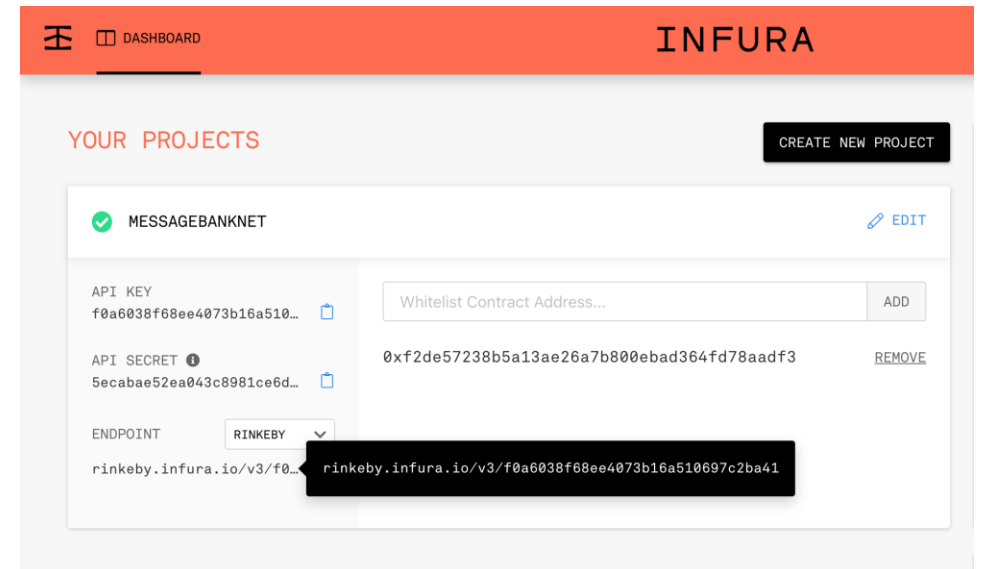 DASHBOARD
INFURA
YOUR PROJECTS
CREATE NEW PROJECT
MESSAGEBANKNET
EDIT
API KEY
f0a6038f68ee4073b16a510…
Whitelist Contract Address...
ADD
API SECRET
5ecabae52ea043c8981ce6d…
0xf2de57238b5a13ae26a7b800ebad364fd78aadf3
REMOVE
ENDPOINT
RINKEBY
rinkeby.infura.io/v3/f0…
rinkeby.infura.io/v3/f0a6038f68ee4073b16a510697c2ba41